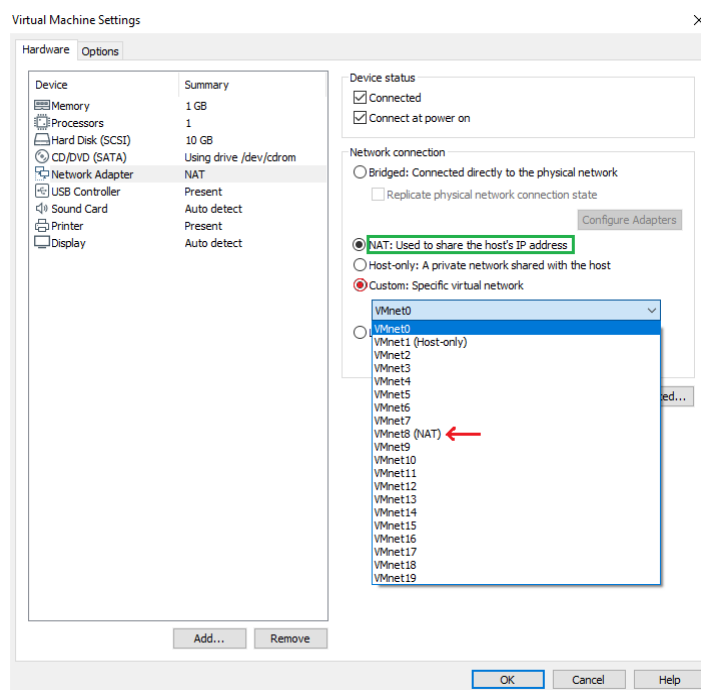 Virtual Machine Settings
Hardware Options
Device Summary
Memory 1 GB
Processors 1
Hard Disk (SCSI) 10 GB
CD/DVD (SATA) Using drive /dev/cdrom
Network Adapter NAT
USB Controller Present
Sound Card Auto detect
Printer Present
Display Auto detect
Add... Remove
Device status
Connected
Connect at power on
Network connection
Bridged: Connected directly to the physical network
Replicate physical network connection state
Configure Adapters
NAT: Used to share the host's IP address
Host-only: A private network shared with the host
Custom: Specific virtual network
VMnet0
VMnet0
VMnet1 (Host-only)
VMnet2
VMnet3
VMnet4
VMnet5
VMnet6
VMnet7
VMnet8 (NAT)
VMnet9
VMnet10
VMnet11
VMnet12
VMnet13
VMnet14
VMnet15
VMnet16
VMnet17
VMnet18
VMnet19
OK Cancel Help